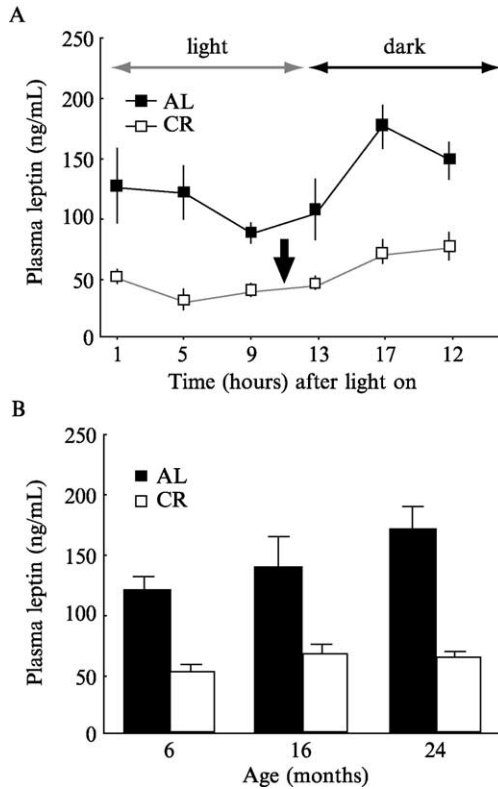 A
250
200
150
100
50
0
Plasma leptin (ng/mL)
light
dark
AL
CR
1 5 9 13 17 12
Time (hours) after light on
B
250
200
150
100
50
0
Plasma leptin (ng/mL)
AL
CR
6 16 24
Age (months)